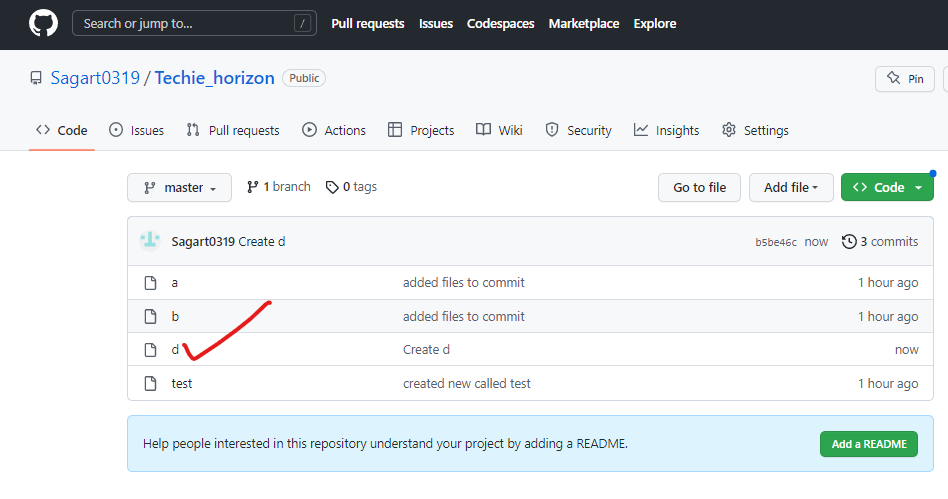 Search or jump to... / Pull requests Issues Codespaces Marketplace Explore
Sagart0319 / Techie_horizon Public Pin
Code Issues Pull requests Actions Projects Wiki Security Insights Settings
master 1 branch 0 tags Go to file Add file Code
Sagart0319 Create d b5be46c now 3 commits
a added files to commit 1 hour ago
b added files to commit 1 hour ago
d Create d now
test created new called test 1 hour ago
Help people interested in this repository understand your project by adding a README. Add a README